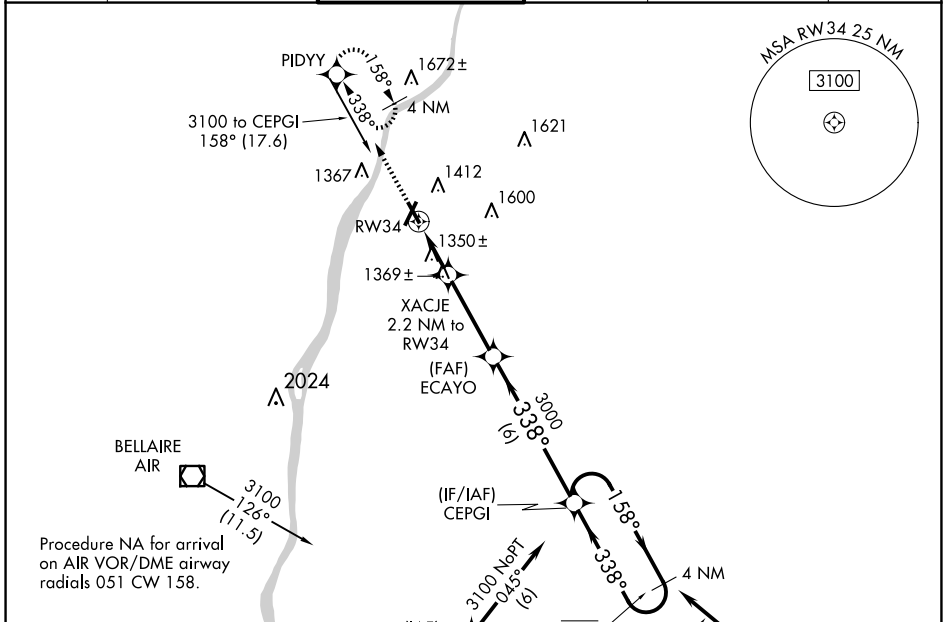 MSA RW34 25 NM
3100
PIDYY
158°
338°
4 NM
1672±
3100 to CEPGI
158° (17.6)
1621
1367
1412
1600
RW34
1350±
1369±
XACJE
2.2 NM to
RW34
(FAF)
ECAYO
2024
3000
338°
(6)
BELLAIRE
AIR
3100
126°
(11.5)
(IF/IAF)
CEPGI
158°
338°
4 NM
Procedure NA for arrival
on AIR VOR/DME airway
radials 051 CW 158.
3100 NoPT
045°
(6)